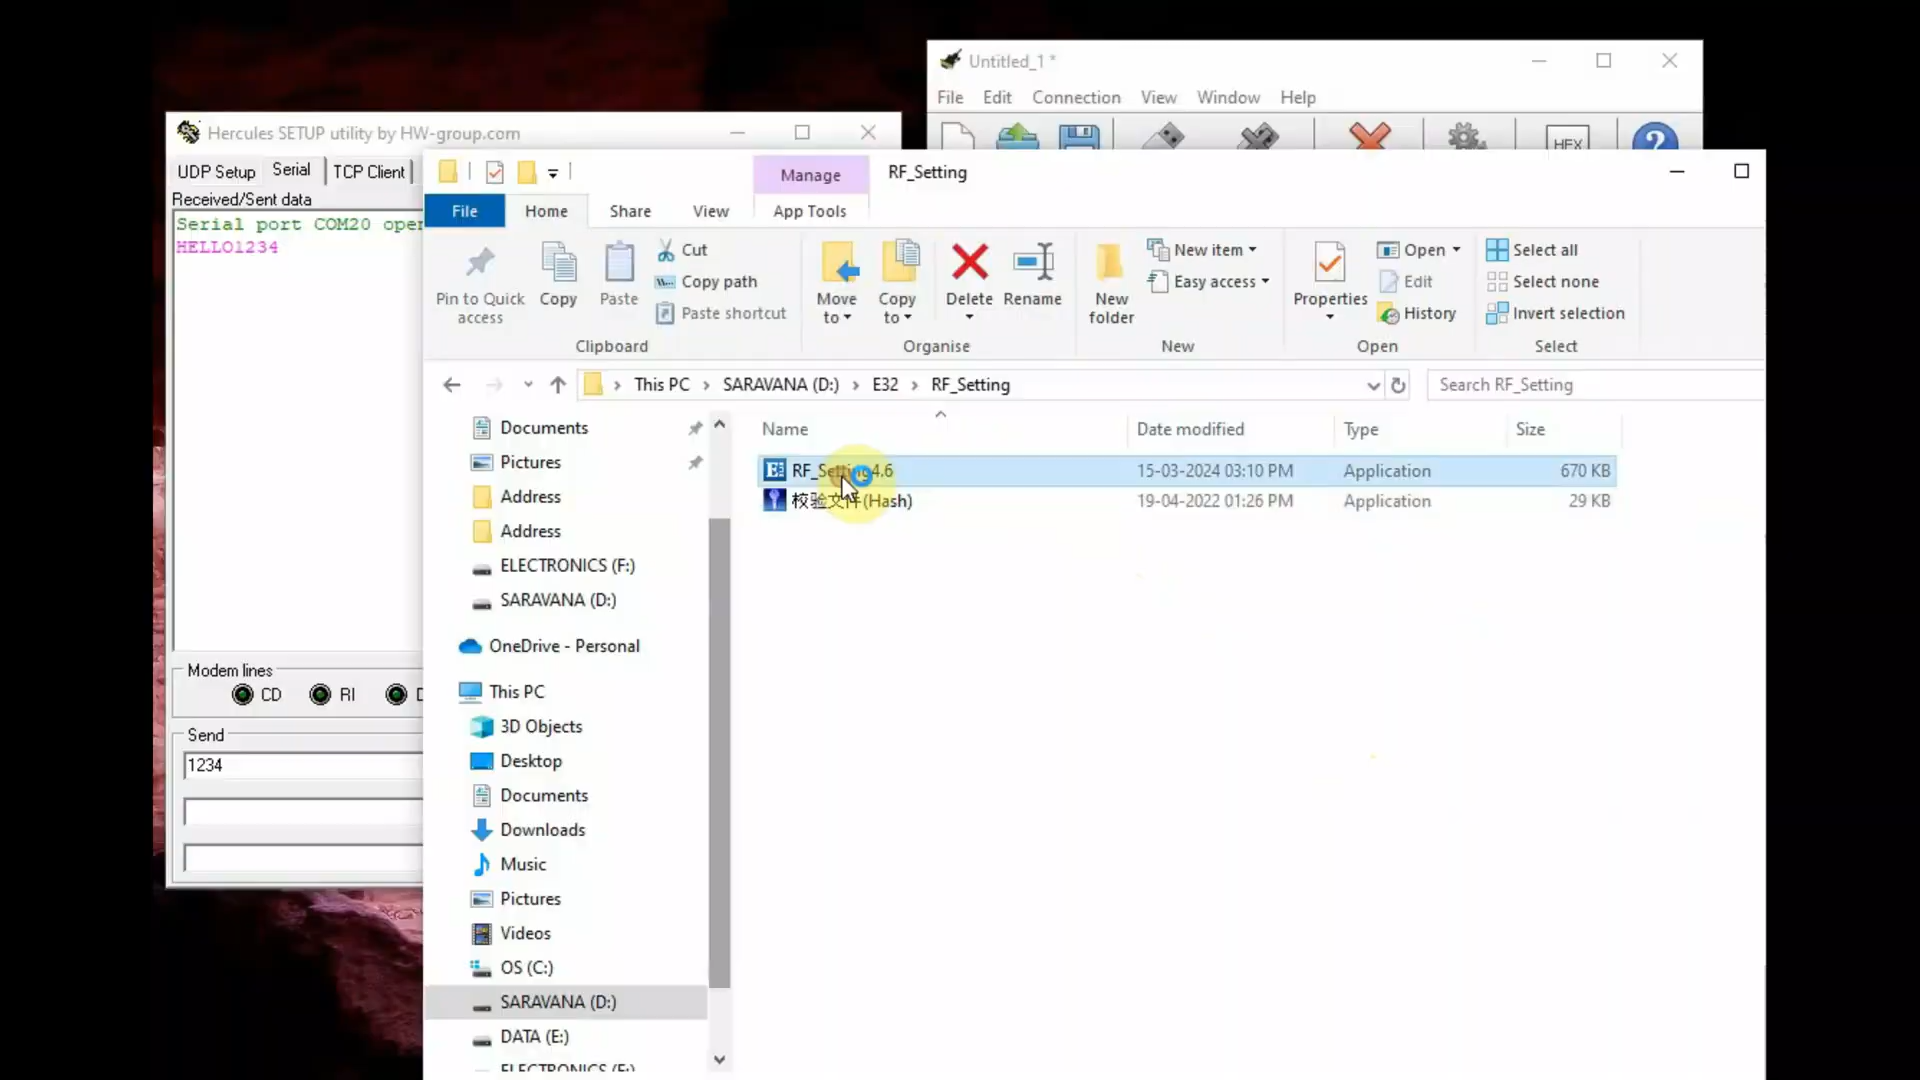 Untitled_1 *
File Edit Connection View Window Help
HEX
?
Hercules SETUP utility by HW-group.com
UDP Setup Serial TCP Client
Received/Sent data
Serial port COM20
HELLO1234
Modem lines
CD RI
Send
1234
Manage RF_Setting
File Home Share View App Tools
Pin to Quick access
Copy
Paste
Cut
Copy path
Paste shortcut
Clipboard
Move to
Copy to
Delete
Rename
Organise
New folder
New item
Easy access
New
Properties
Open
Edit
History
Open
Select all
Select none
Invert selection
Select
This PC > SARAVANA (D:) > E32 > RF_Setting
Search RF_Setting
Documents
Pictures
Address
Address
ELECTRONICS (F:)
SARAVANA (D:)
OneDrive - Personal
This PC
3D Objects
Desktop
Documents
Downloads
Music
Pictures
Videos
OS (C:)
SARAVANA (D:)
DATA (E:)
Name Date modified Type Size
RF_Setting4.6 15-03-2024 03:10 PM Application 670 KB
校验文件(Hash) 19-04-2022 01:26 PM Application 29 KB